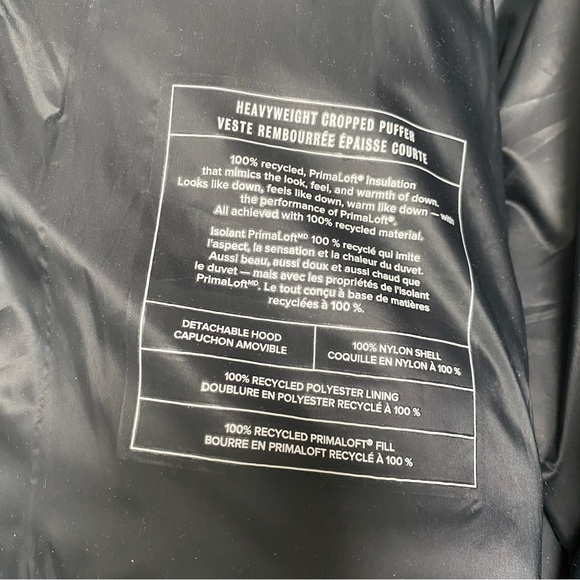 HEAVYWEIGHT CROPPED PUFFER
VESTE REMBOURRÉE ÉPAISSE COURTE
100% recycled, PrimaLoft® Insulation
that mimics the look, feel, and warmth of down.
Looks like down, feels like down, warm like down — with
the performance of PrimaLoft®.
All achieved with 100% recycled material.
Isolant PrimaLoftᴹᴰ 100 % recyclé qui imite
l'aspect, la sensation et la chaleur du duvet.
Aussi beau, aussi doux et aussi chaud que
le duvet — mais avec les propriétés de l'isolant
PrimaLoftᴹᴰ. Le tout conçu à base de matières
recyclées à 100 %.
DETACHABLE HOOD
CAPUCHON AMOVIBLE
100% NYLON SHELL
COQUILLE EN NYLON À 100 %
100% RECYCLED POLYESTER LINING
DOUBLURE EN POLYESTER RECYCLÉ À 100 %
100% RECYCLED PRIMALOFT® FILL
BOURRE EN PRIMALOFT RECYCLÉ À 100 %